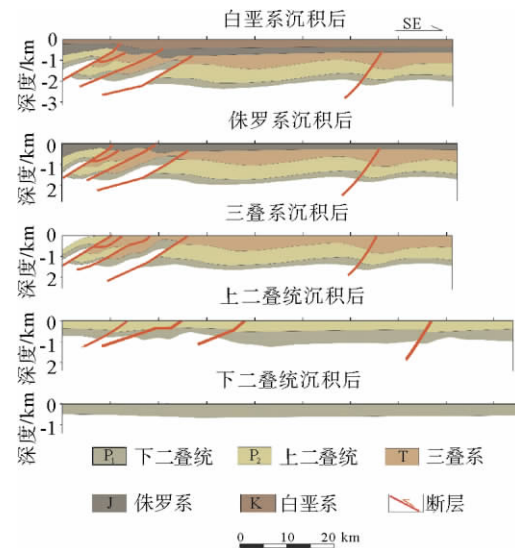 白垩系沉积后
SE
深度/km
0
-1
-2
-3
侏罗系沉积后
深度/km
0
-1
2
三叠系沉积后
深度/km
0
-1
2
上二叠统沉积后
深度/km
0
-1
2
下二叠统沉积后
深度/km
0
-1
P₁ 下二叠统
P₂ 上二叠统
T 三叠系
J 侏罗系
K 白垩系
断层
0 10 20 km